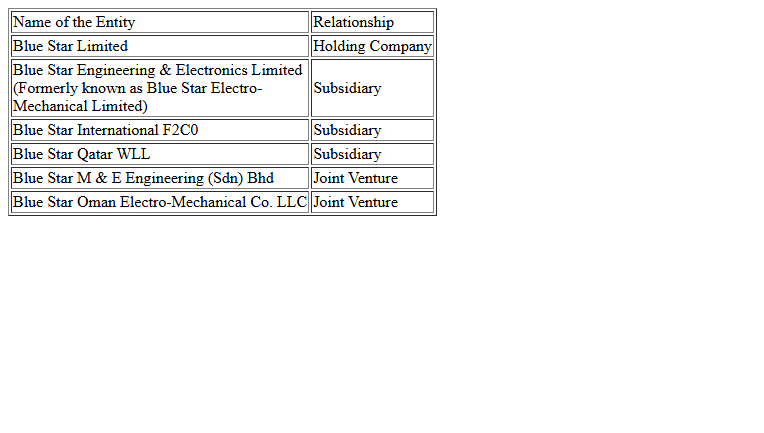 Name of the Entity Relationship
Blue Star Limited Holding Company
Blue Star Engineering & Electronics Limited
(Formerly known as Blue Star Electro-
Mechanical Limited) Subsidiary
Blue Star International F2C0 Subsidiary
Blue Star Qatar WLL Subsidiary
Blue Star M & E Engineering (Sdn) Bhd Joint Venture
Blue Star Oman Electro-Mechanical Co. LLC Joint Venture